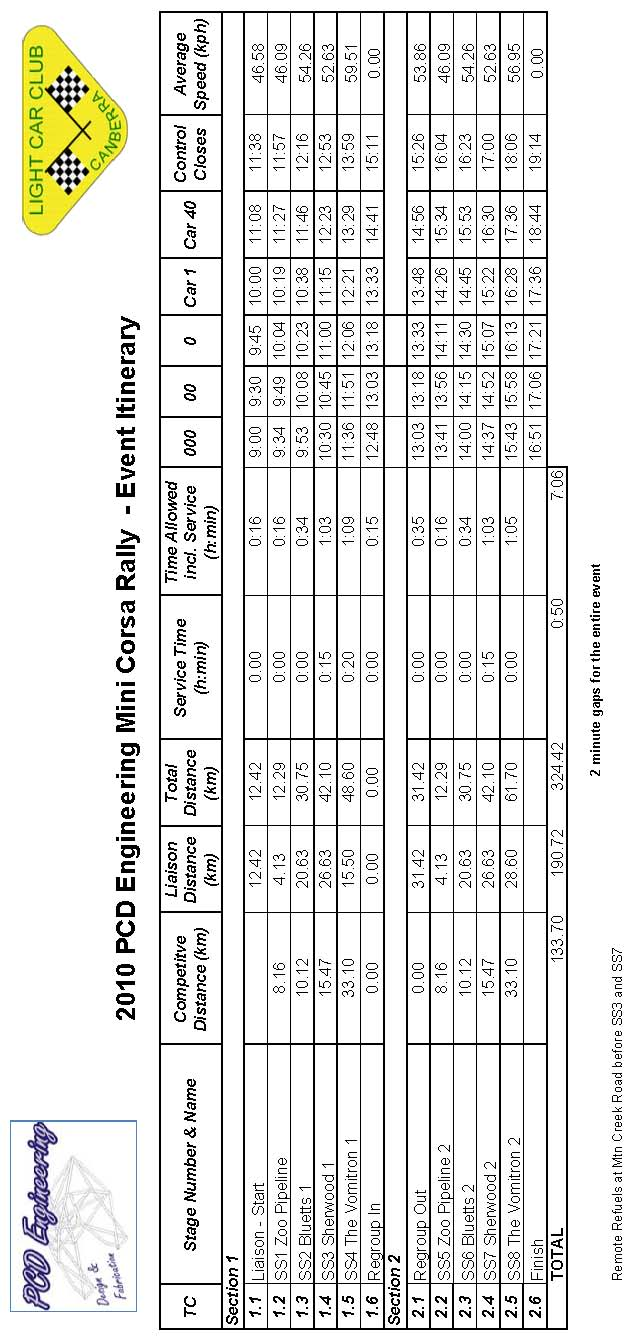 PCD Engineering
Design &
Fabrication
LIGHT CAR CLUB
CANBERRA
2010 PCD Engineering Mini Corsa Rally - Event Itinerary
TC Stage Number & Name Competitve Distance (km) Liaison Distance (km) Total Distance (km) Service Time (h:min) Time Allowed incl. Service (h:min) 000 00 0 Car 1 Car 40 Control Closes Average Speed (kph)
Section 1
1.1 Liaison - Start 12.42 12.42 0:00 0:16 9:00 9:30 9:45 10:00 11:08 11:38 46.58
1.2 SS1 Zoo Pipeline 8.16 4.13 12.29 0:00 0:16 9:34 9:49 10:04 10:19 11:27 11:57 46.09
1.3 SS2 Bluetts 1 10.12 20.63 30.75 0:00 0:34 9:53 10:08 10:23 10:38 11:46 12:16 54.26
1.4 SS3 Sherwood 1 15.47 26.63 42.10 0:15 1:03 10:30 10:45 11:00 11:15 12:23 12:53 52.63
1.5 SS4 The Vomitron 1 33.10 15.50 48.60 0:20 1:09 11:36 11:51 12:06 12:21 13:29 13:59 59.51
1.6 Regroup In 0.00 0.00 0.00 0:00 0:15 12:48 13:03 13:18 13:33 14:41 15:11 0.00
Section 2
2.1 Regroup Out 0.00 31.42 31.42 0:00 0:35 13:03 13:18 13:33 13:48 14:56 15:26 53.86
2.2 SS5 Zoo Pipeline 2 8.16 4.13 12.29 0:00 0:16 13:41 13:56 14:11 14:26 15:34 16:04 46.09
2.3 SS6 Bluetts 2 10.12 20.63 30.75 0:00 0:34 14:00 14:15 14:30 14:45 15:53 16:23 54.26
2.4 SS7 Sherwood 2 15.47 26.63 42.10 0:15 1:03 14:37 14:52 15:07 15:22 16:30 17:00 52.63
2.5 SS8 The Vomitron 2 33.10 28.60 61.70 0:00 1:05 15:43 15:58 16:13 16:28 17:36 18:06 56.95
2.6 Finish 16:51 17:06 17:21 17:36 18:44 19:14 0.00
TOTAL 133.70 190.72 324.42 0:50 7:06
2 minute gaps for the entire event
Remote Refuels at Mtn Creek Road before SS3 and SS7